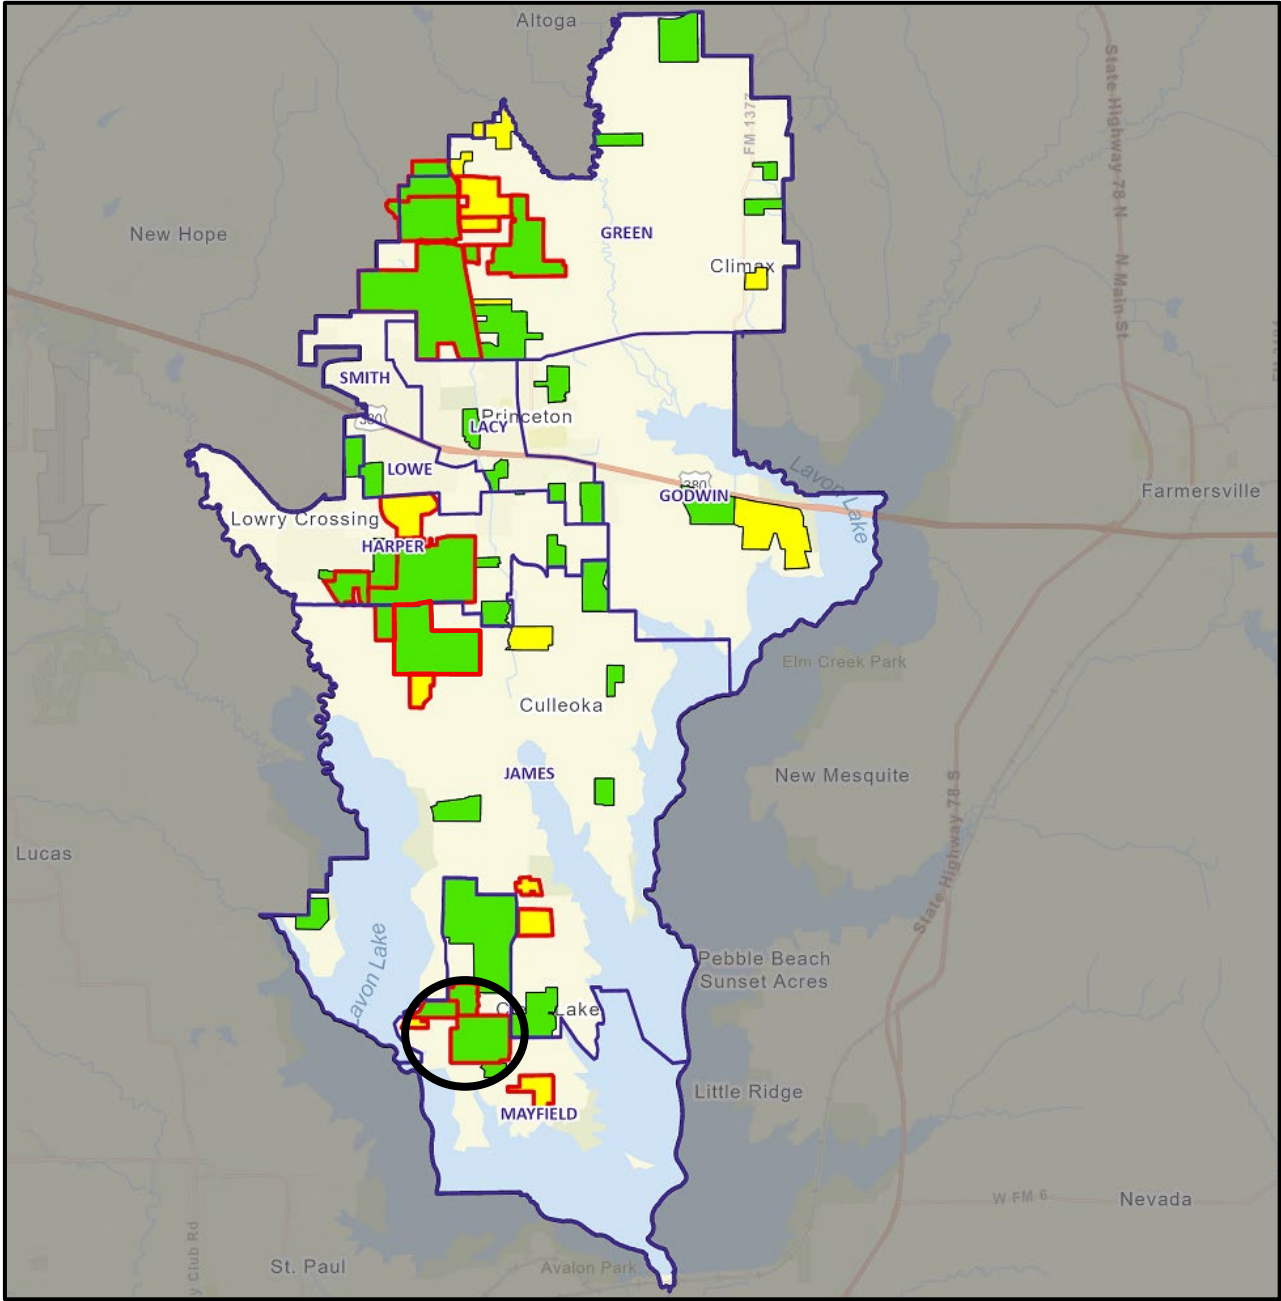 Altoga
State Highway 78 N
N Main St
FM 1377
New Hope
GREEN
Climax
SMITH
380
Princeton
LACY
LOWE
Lavon Lake
380
GODWIN
Farmersville
Lowry Crossing
HARPER
Elm Creek Park
Culleoka
JAMES
New Mesquite
State Highway 78 S
Lucas
Lavon Lake
Pebble Beach
Sunset Acres
Lake
Little Ridge
MAYFIELD
W FM 6
Nevada
Club Rd
St. Paul
Avalon Park